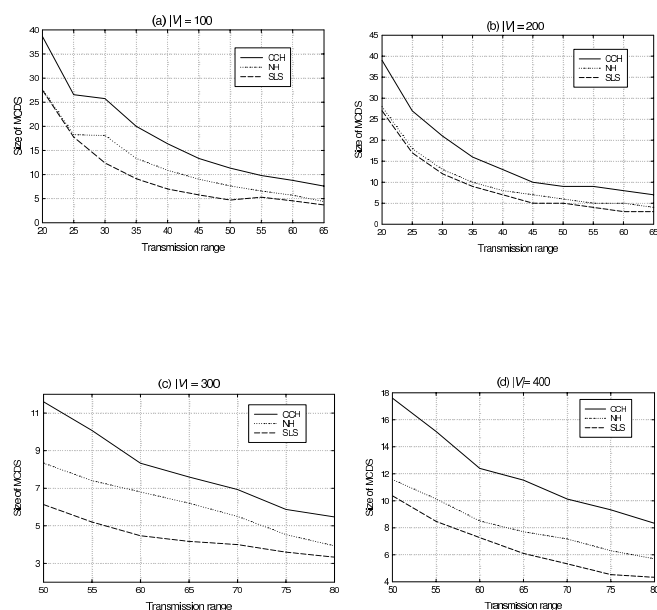 (a) |V| = 100
40
35
30
25
20
15
10
5
0
Size of MCDS
CCH
NH
SLS
20 25 30 35 40 45 50 55 60 65
Transmission range
(b) |V| = 200
45
40
35
30
25
20
15
10
5
0
Size of MCDS
CCH
NH
SLS
20 25 30 35 40 45 50 55 60 65
Transmission range
(c) |V| = 300
11
9
7
5
3
Size of MCDS
CCH
NH
SLS
50 55 60 65 70 75 80
Transmission range
(d) |V|= 400
18
16
14
12
10
8
6
4
Size of MCDS
CCH
NH
SLS
50 55 60 65 70 75 80
Transmission range